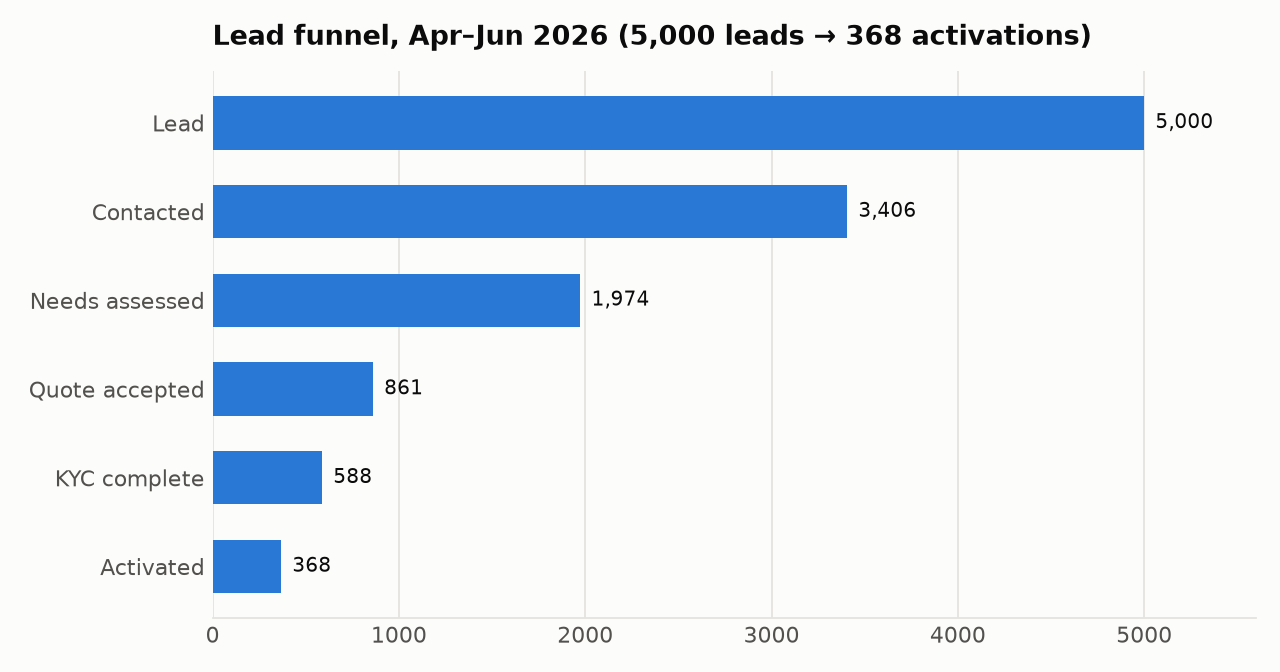 Lead funnel, Apr–Jun 2026 (5,000 leads → 368 activations)
Lead 5,000
Contacted 3,406
Needs assessed 1,974
Quote accepted 861
KYC complete 588
Activated 368
0 1000 2000 3000 4000 5000